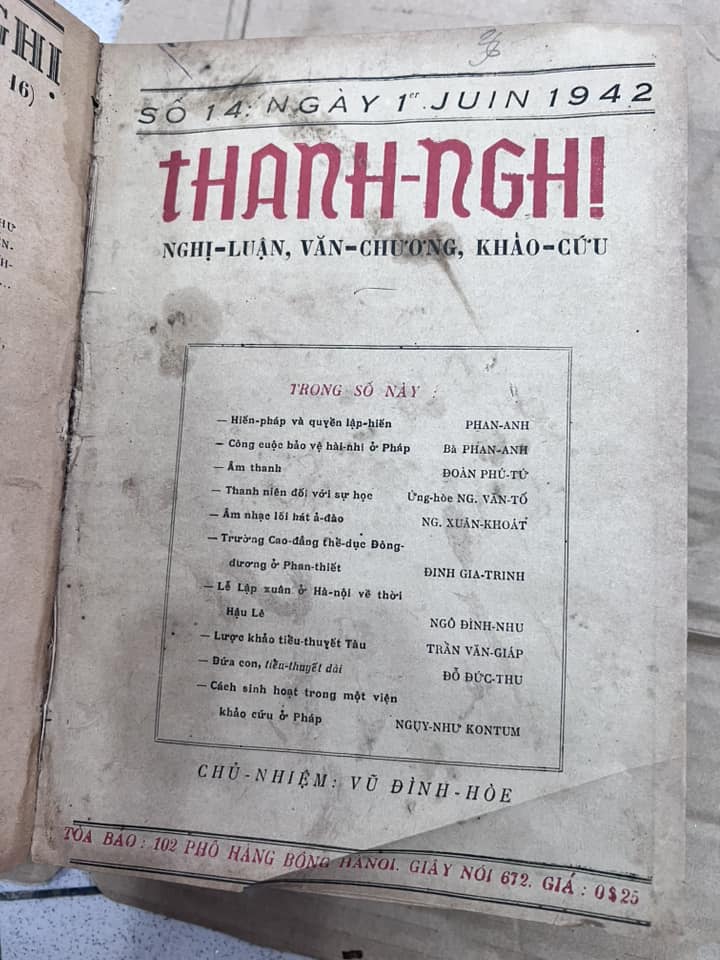 GHỊ
16)
SỐ 14: NGÀY 1er JUIN 1942
THANH-NGHỊ
NGHỊ-LUẬN, VĂN-CHƯƠNG, KHẢO-CỨU
TRONG SỐ NÀY :
— Hiến-pháp và quyền lập-hiến PHAN-ANH
— Công cuộc bảo vệ hài-nhi ở Pháp Bà PHAN-ANH
— Âm thanh ĐOÀN PHÚ-TỨ
— Thanh niên đối với sự học Ứng-hòe NG. VĂN-TỐ
— Âm nhạc lối hát ả-đào NG. XUÂN-KHOÁT
— Trường Cao-đẳng thể-dục Đông-
dương ở Phan-thiết ĐINH GIA-TRINH
— Lễ Lập xuân ở Hà-nội về thời
Hậu Lê NGÔ ĐÌNH-NHU
— Lược khảo tiểu-thuyết Tàu TRẦN VĂN-GIÁP
— Đứa con, tiểu-thuyết dài ĐỖ ĐỨC-THU
— Cách sinh hoạt trong một viện
khảo cứu ở Pháp NGỤY-NHƯ KONTUM
CHỦ-NHIỆM: VŨ ĐÌNH-HÒE
TÒA BÁO : 102 PHỐ HÀNG BÔNG HANOI. GIÂY NÓI 672. GIÁ : 0$25